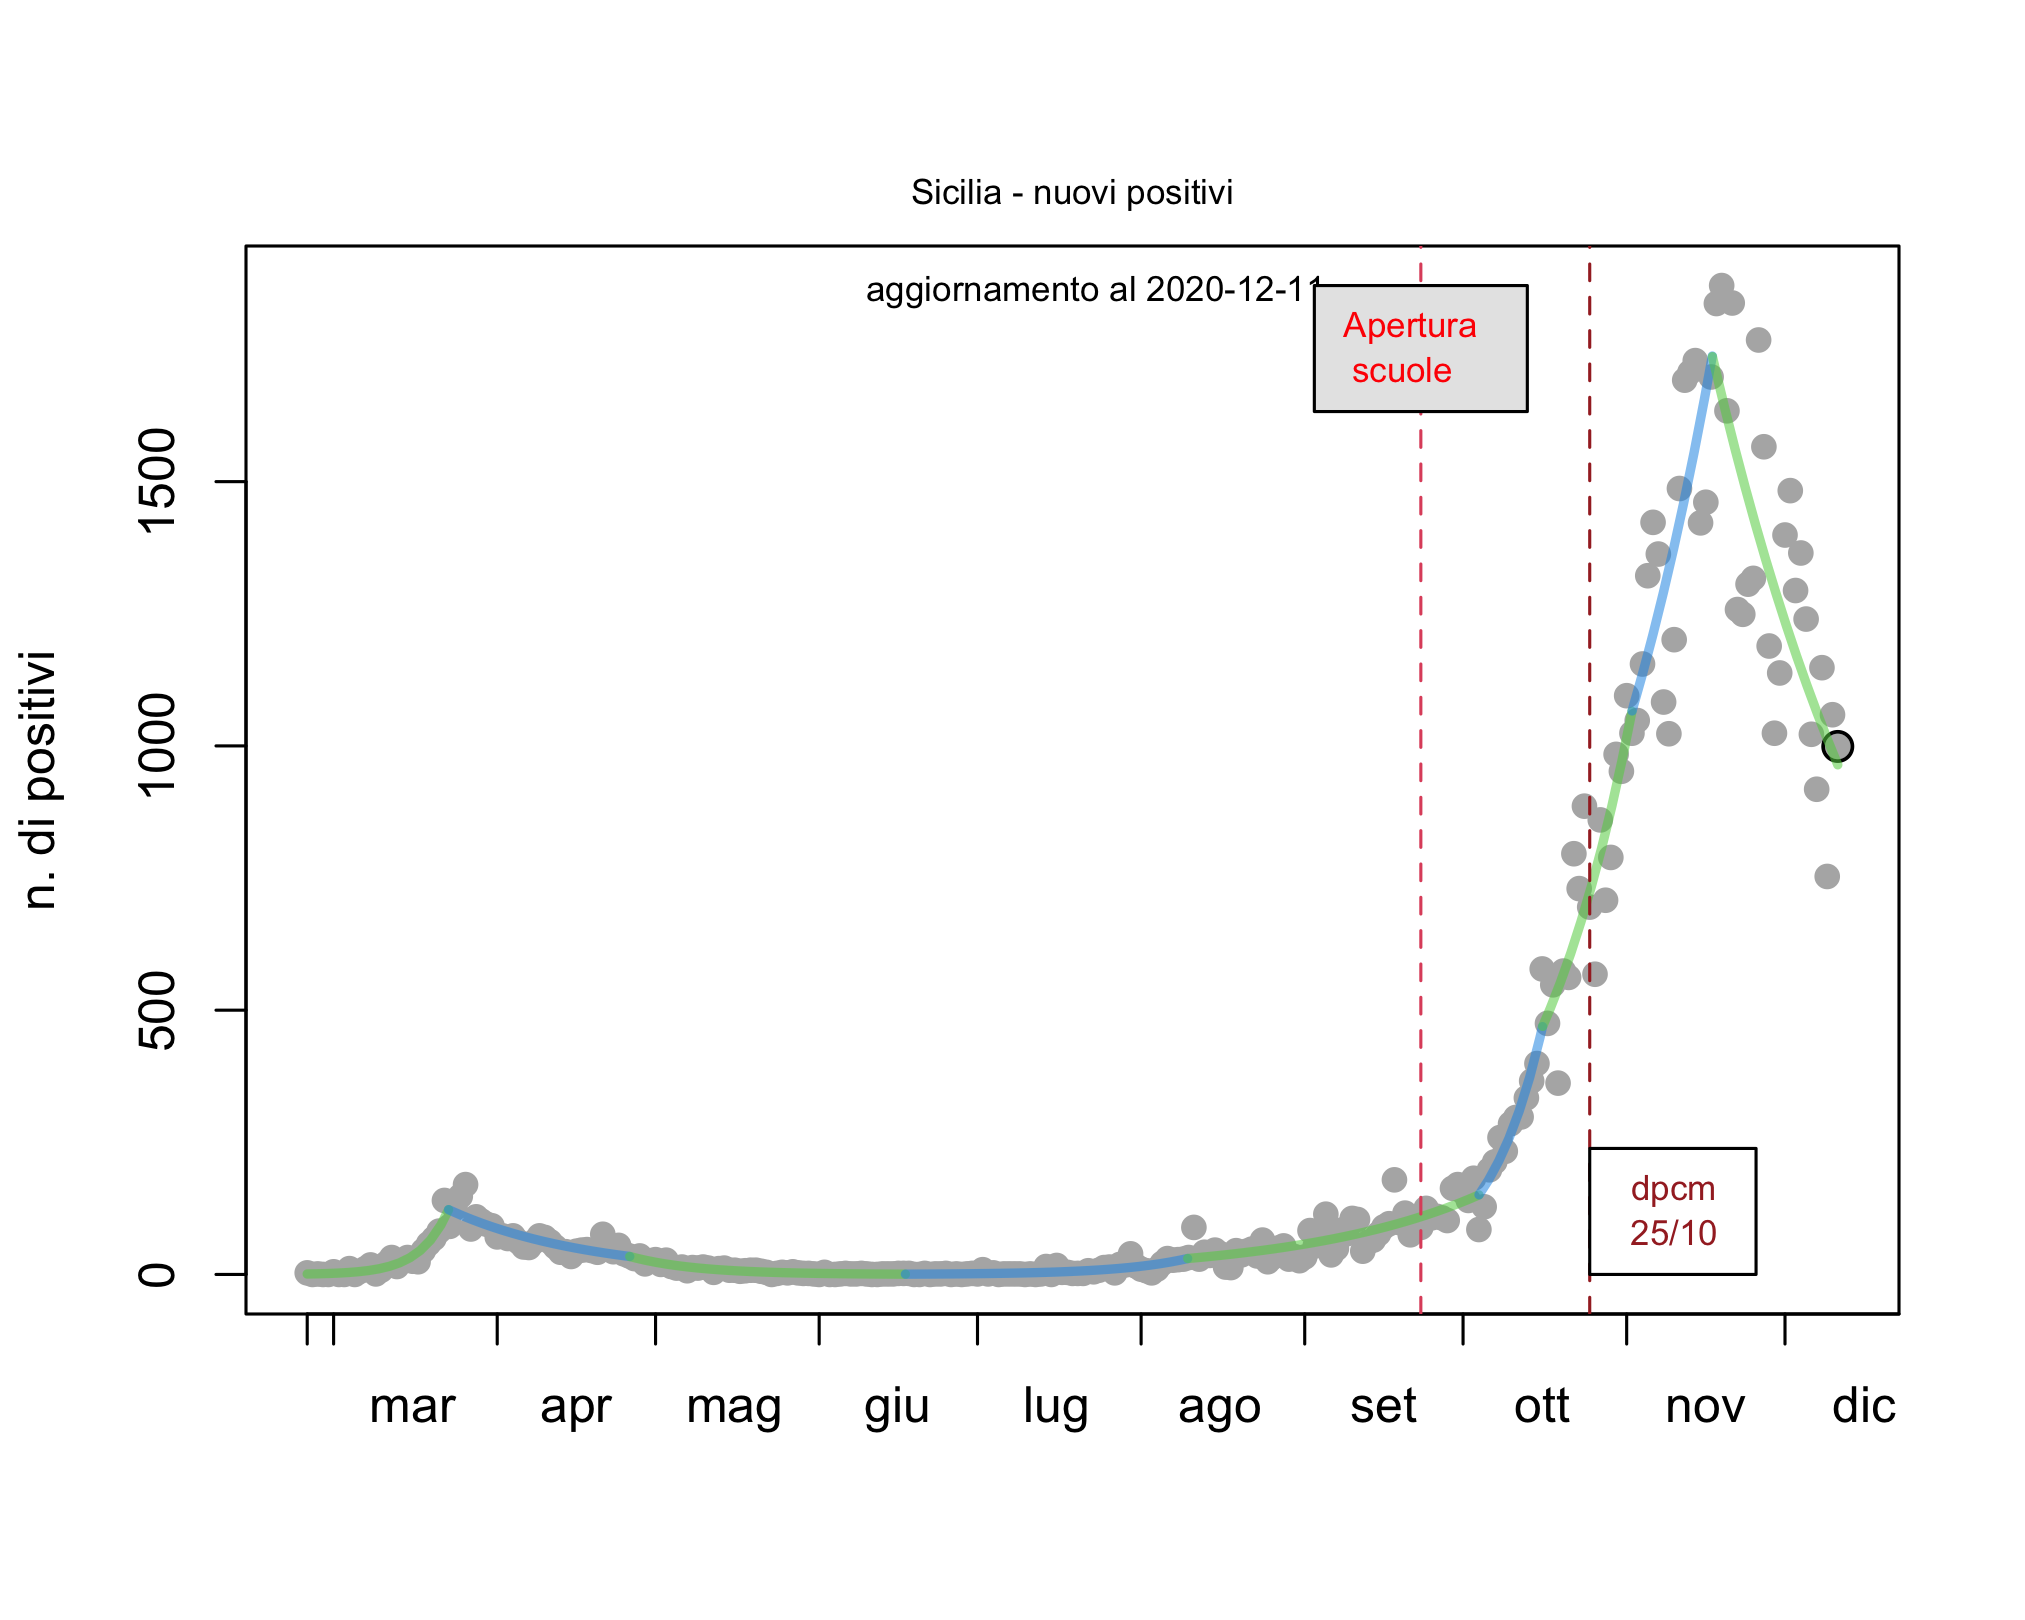 Sicilia - nuovi positivi
aggiornamento al 2020-12-11
Apertura
scuole
n. di positivi
1500
1000
500
0
dpcm
25/10
mar apr mag giu lug ago set ott nov dic